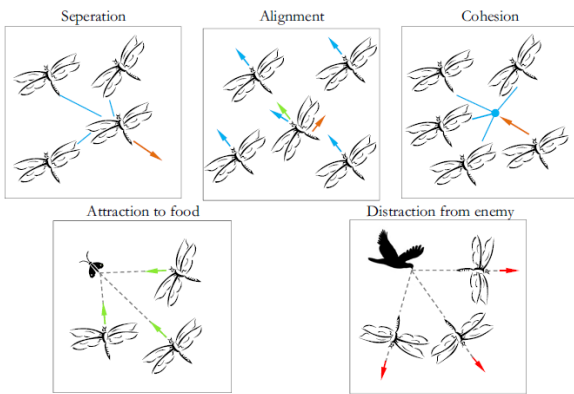 Seperation
Alignment
Cohesion
Attraction to food
Distraction from enemy